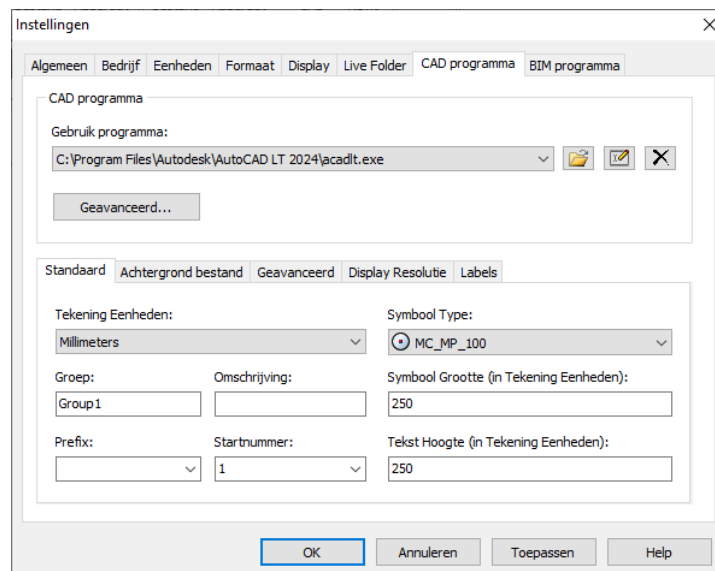 Instellingen
Algemeen Bedrijf Eenheden Formaat Display Live Folder CAD programma BIM programma
CAD programma
Gebruik programma:
C:\Program Files\Autodesk\AutoCAD LT 2024\acadlt.exe
Geavanceerd...
Standaard Achtergrond bestand Geavanceerd Display Resolutie Labels
Tekening Eenheden: Symbool Type:
Millimeters MC_MP_100
Groep: Omschrijving: Symbool Grootte (in Tekening Eenheden):
Group1 250
Prefix: Startnummer: Tekst Hoogte (in Tekening Eenheden):
1 250
OK Annuleren Toepassen Help